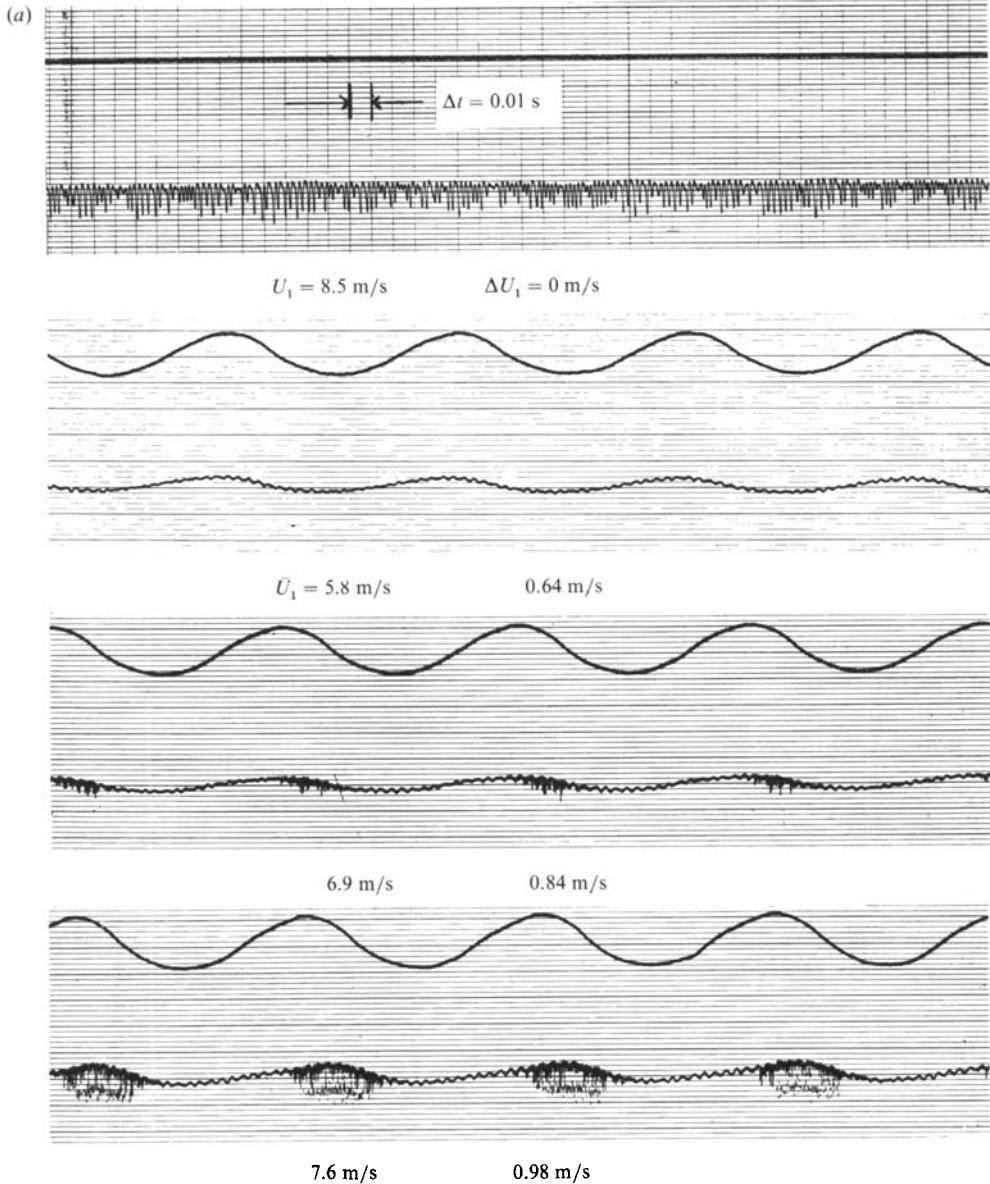 (a)
Δt = 0.01 s
U₁ = 8.5 m/s ΔU₁ = 0 m/s
Ū₁ = 5.8 m/s 0.64 m/s
6.9 m/s 0.84 m/s
7.6 m/s 0.98 m/s